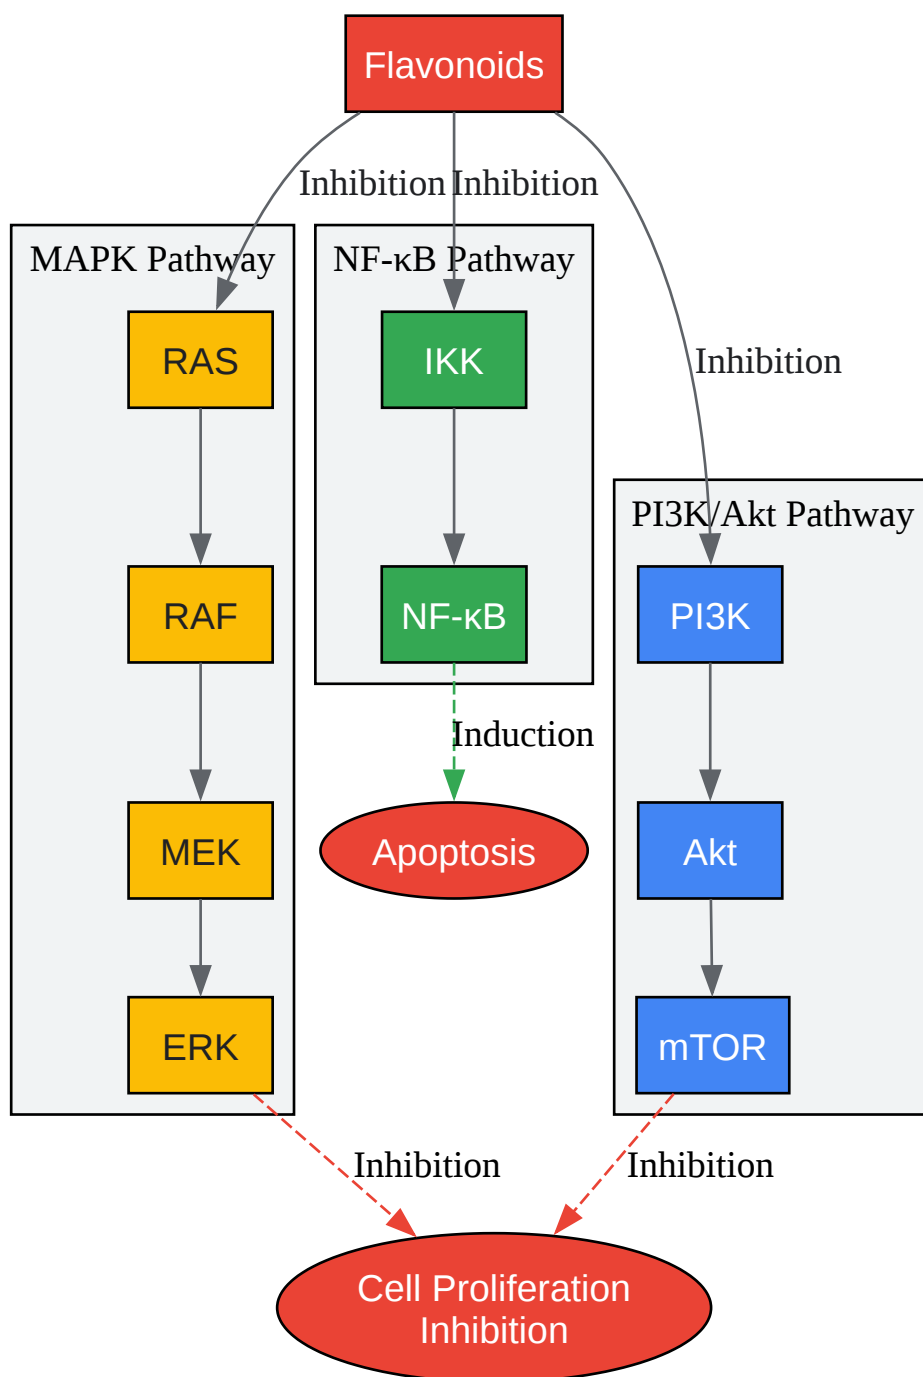 Flavonoids
Inhibition
Inhibition
MAPK Pathway
NF-κB Pathway
RAS
IKK
Inhibition
PI3K/Akt Pathway
RAF
NF-κB
PI3K
Induction
MEK
Apoptosis
Akt
ERK
mTOR
Inhibition
Inhibition
Cell Proliferation
Inhibition